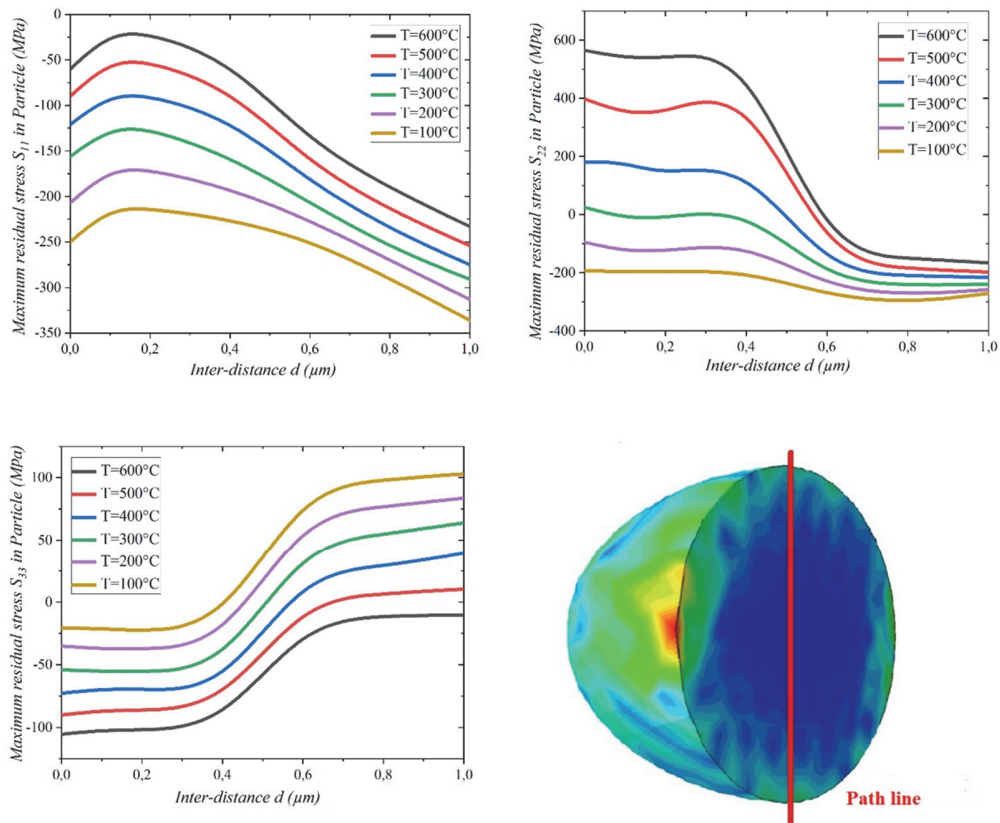 Maximum residual stress S11 in Particle (MPa)
0
-50
-100
-150
-200
-250
-300
-350
T=600°C
T=500°C
T=400°C
T=300°C
T=200°C
T=100°C
0,0 0,2 0,4 0,6 0,8 1,0
Inter-distance d (µm)
Maximum residual stress S22 in Particle (MPa)
600
400
200
0
-200
-400
T=600°C
T=500°C
T=400°C
T=300°C
T=200°C
T=100°C
0,0 0,2 0,4 0,6 0,8 1,0
Inter-distance d (µm)
Maximum residual stress S33 in Particle (MPa)
100
50
0
-50
-100
T=600°C
T=500°C
T=400°C
T=300°C
T=200°C
T=100°C
0,0 0,2 0,4 0,6 0,8 1,0
Inter-distance d (µm)
Path line